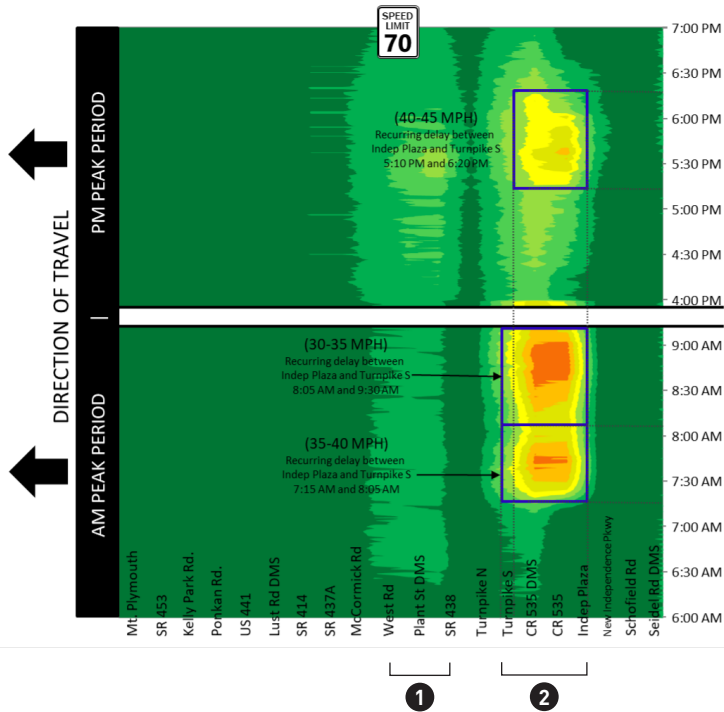 SPEED
LIMIT
70
7:00 PM
6:30 PM
6:00 PM
5:30 PM
5:00 PM
4:30 PM
4:00 PM
(40-45 MPH)
Recurring delay between
Indep Plaza and Turnpike S
5:10 PM and 6:20 PM
DIRECTION OF TRAVEL
PM PEAK PERIOD
AM PEAK PERIOD
(30-35 MPH)
Recurring delay between
Indep Plaza and Turnpike S
8:05 AM and 9:30 AM
(35-40 MPH)
Recurring delay between
Indep Plaza and Turnpike S
7:15 AM and 8:05 AM
9:00 AM
8:30 AM
8:00 AM
7:30 AM
7:00 AM
6:30 AM
6:00 AM
Mt. Plymouth
SR 453
Kelly Park Rd.
Ponkan Rd.
US 441
Lust Rd DMS
SR 414
SR 437A
McCormick Rd
West Rd
Plant St DMS
SR 438
Turnpike N
Turnpike S
CR 535 DMS
CR 535
Indep Plaza
New Independence Pkwy
Schofield Rd
Seidel Rd DMS
1
2